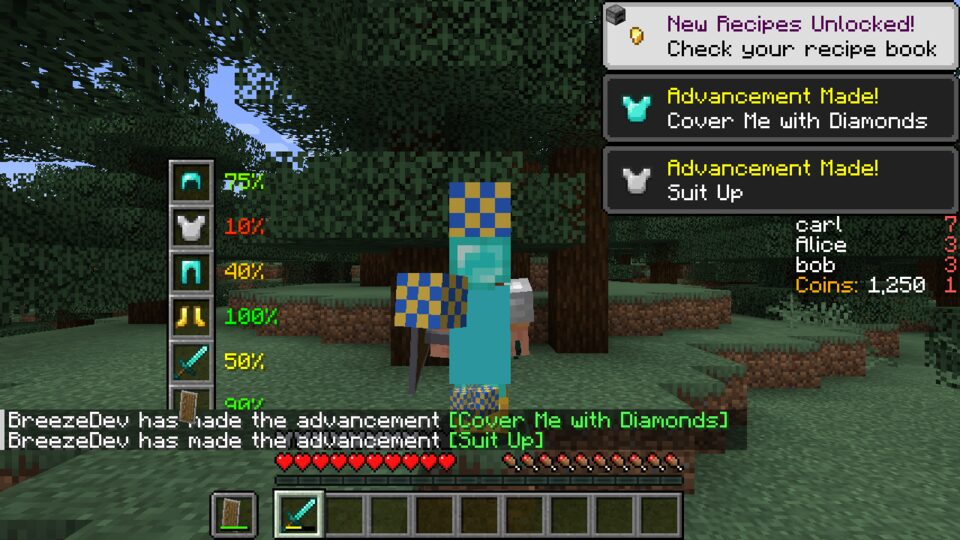 New Recipes Unlocked!
Check your recipe book
Advancement Made!
Cover Me with Diamonds
Advancement Made!
Suit Up
carl 7
Alice 3
bob 3
Coins: 1,250 1
75%
10%
40%
100%
50%
90%
BreezeDev has made the advancement [Cover Me with Diamonds]
BreezeDev has made the advancement [Suit Up]